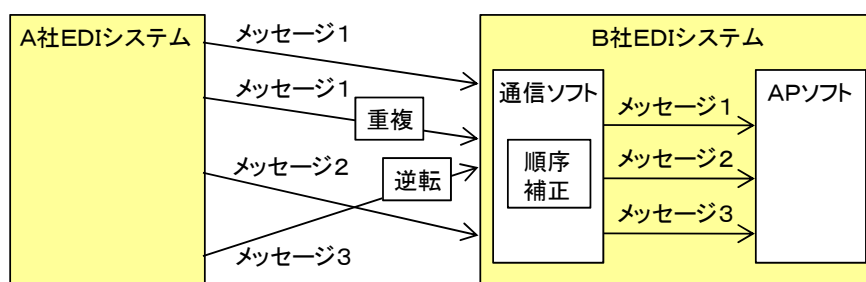 A社EDIシステム
メッセージ1
メッセージ1
重複
メッセージ2
逆転
メッセージ3
B社EDIシステム
通信ソフト
順序
補正
メッセージ1
メッセージ2
メッセージ3
APソフト